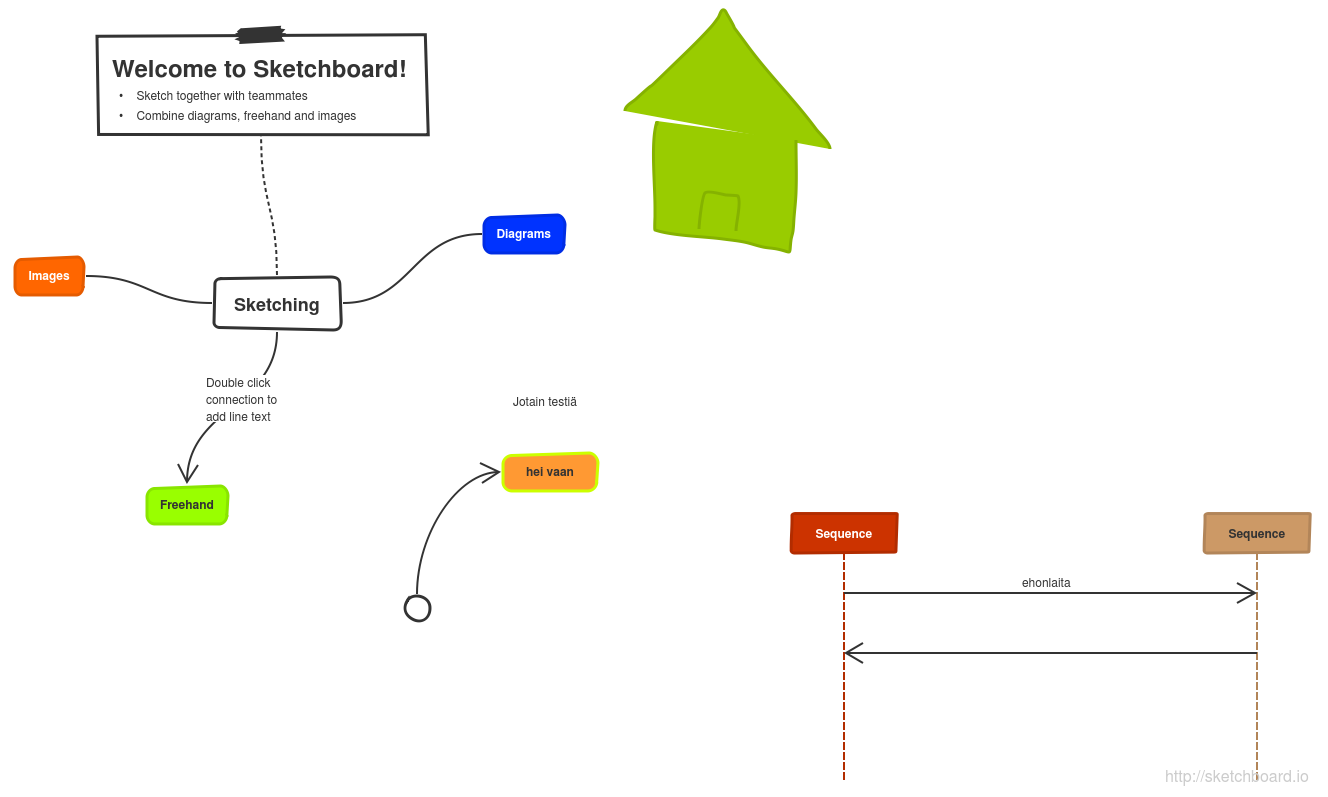 Welcome to Sketchboard!
• Sketch together with teammates
• Combine diagrams, freehand and images
Diagrams
Images
Sketching
Double click
connection to
add line text
Jotain testiä
hei vaan
Freehand
Sequence
Sequence
ehonlaita
http://sketchboard.io